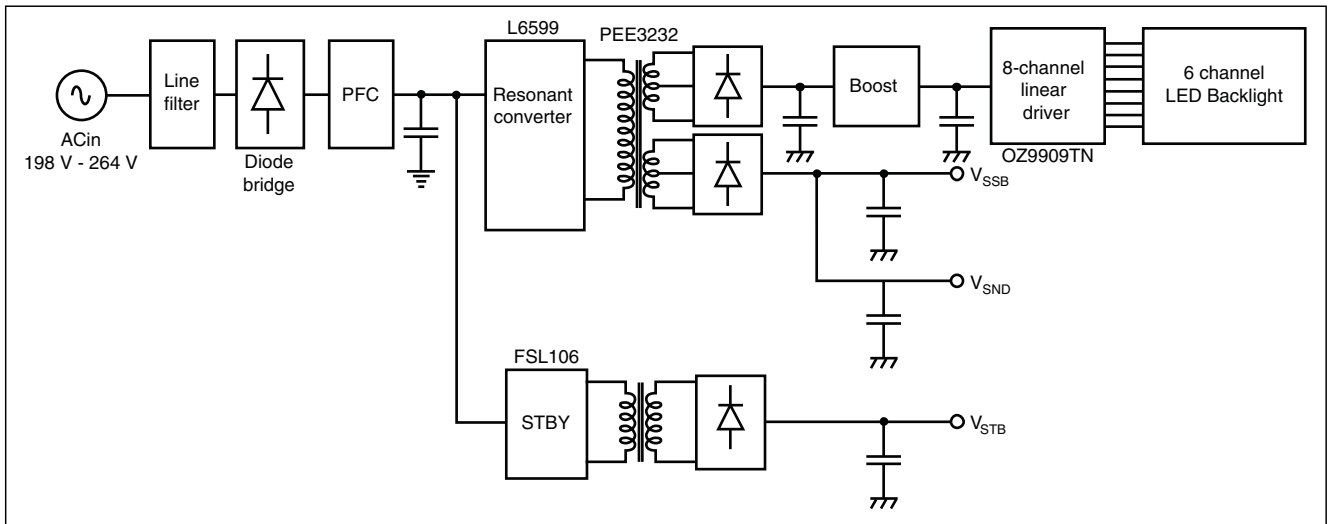 L6599
PEE3232
Line
filter
PFC
Resonant
converter
Boost
8-channel
linear
driver
6 channel
LED Backlight
ACin
198 V - 264 V
Diode
bridge
OZ9909TN
VSSB
VSND
FSL106
STBY
VSTB